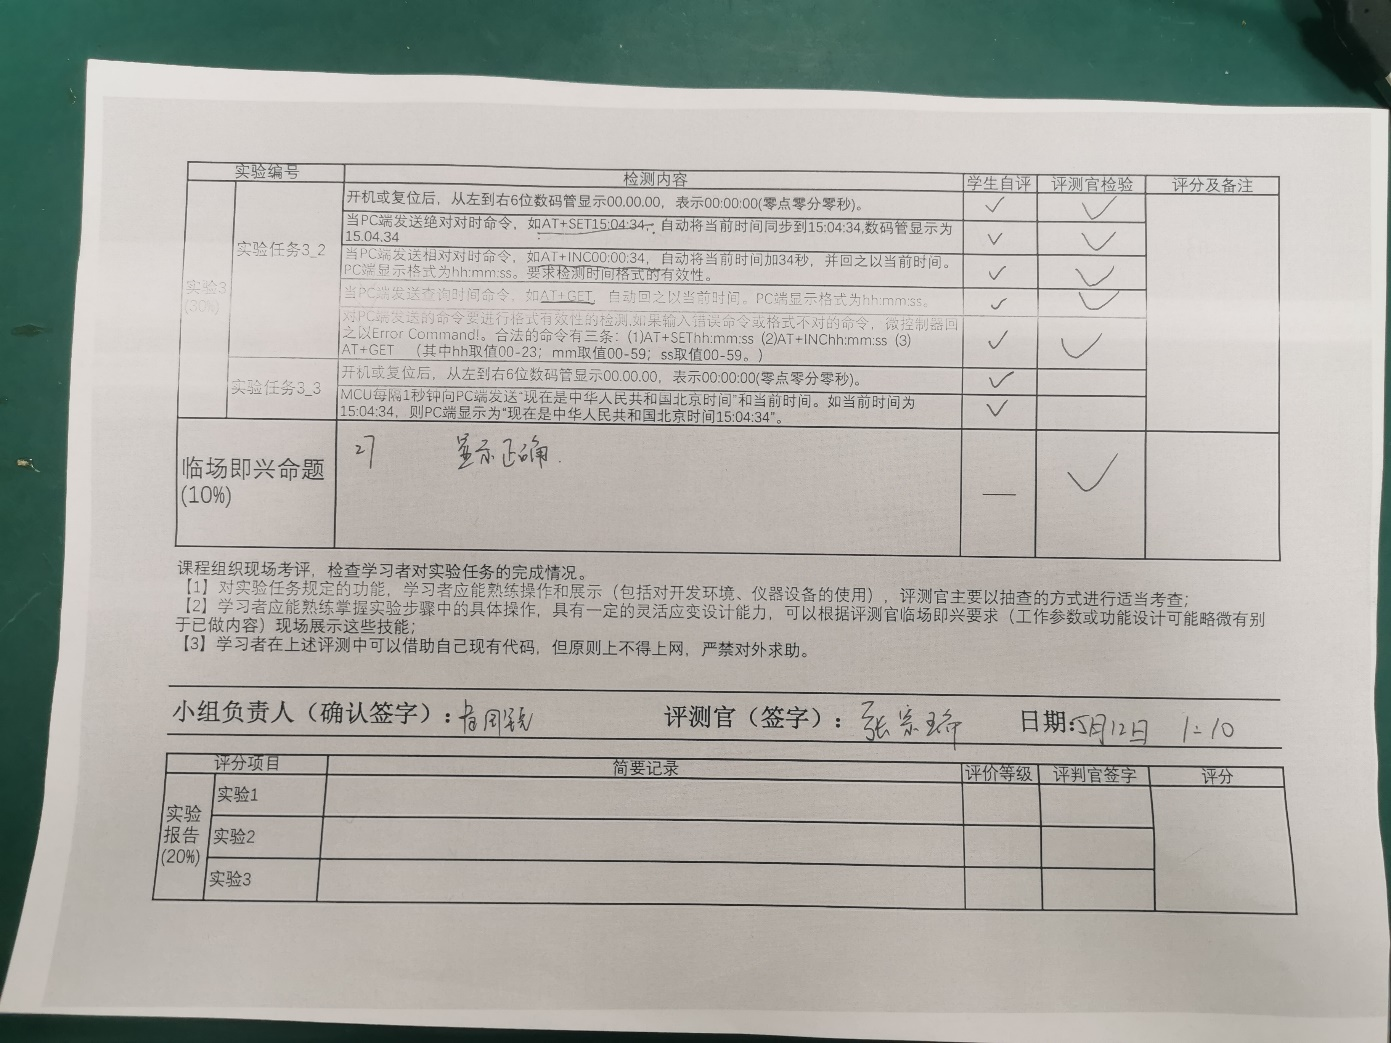 实验编号 检测内容 学生自评 评测官检验 评分及备注
实验3
(30%)
实验任务3_2
开机或复位后，从左到右6位数码管显示00.00.00，表示00:00:00(零点零分零秒)。
当PC端发送绝对对时命令，如AT+SET15:04:34，自动将当前时间同步到15:04:34,数码管显示为
15.04.34
当PC端发送相对对时命令，如AT+INC00:00:34，自动将当前时间加34秒，并回之以当前时间。
PC端显示格式为hh:mm:ss。要求检测时间格式的有效性。
当PC端发送查询时间命令，如AT+GET，自动回之以当前时间。PC端显示格式为hh:mm:ss。
对PC端发送的命令要进行格式有效性的检测,如果输入错误命令或格式不对的命令，微控制器回
之以Error Command!。合法的命令有三条：(1)AT+SEThh:mm:ss (2)AT+INChh:mm:ss (3)
AT+GET （其中hh取值00-23；mm取值00-59；ss取值00-59。）
实验任务3_3
开机或复位后，从左到右6位数码管显示00.00.00，表示00:00:00(零点零分零秒)。
MCU每隔1秒钟向PC端发送“现在是中华人民共和国北京时间”和当前时间。如当前时间为
15:04:34，则PC端显示为“现在是中华人民共和国北京时间15:04:34”。
临场即兴命题
(10%)
27 显示正确.
课程组织现场考评，检查学习者对实验任务的完成情况。
【1】对实验任务规定的功能，学习者应能熟练操作和展示（包括对开发环境、仪器设备的使用），评测官主要以抽查的方式进行适当考查；
【2】学习者应能熟练掌握实验步骤中的具体操作，具有一定的灵活应变设计能力，可以根据评测官临场即兴要求（工作参数或功能设计可能略微有别
于已做内容）现场展示这些技能；
【3】学习者在上述评测中可以借助自己现有代码，但原则上不得上网，严禁对外求助。
小组负责人（确认签字）： 评测官（签字）：张宗 日期:5月12日 1:10
评分项目 简要记录 评价等级 评判官签字 评分
实验
报告
(20%)
实验1
实验2
实验3